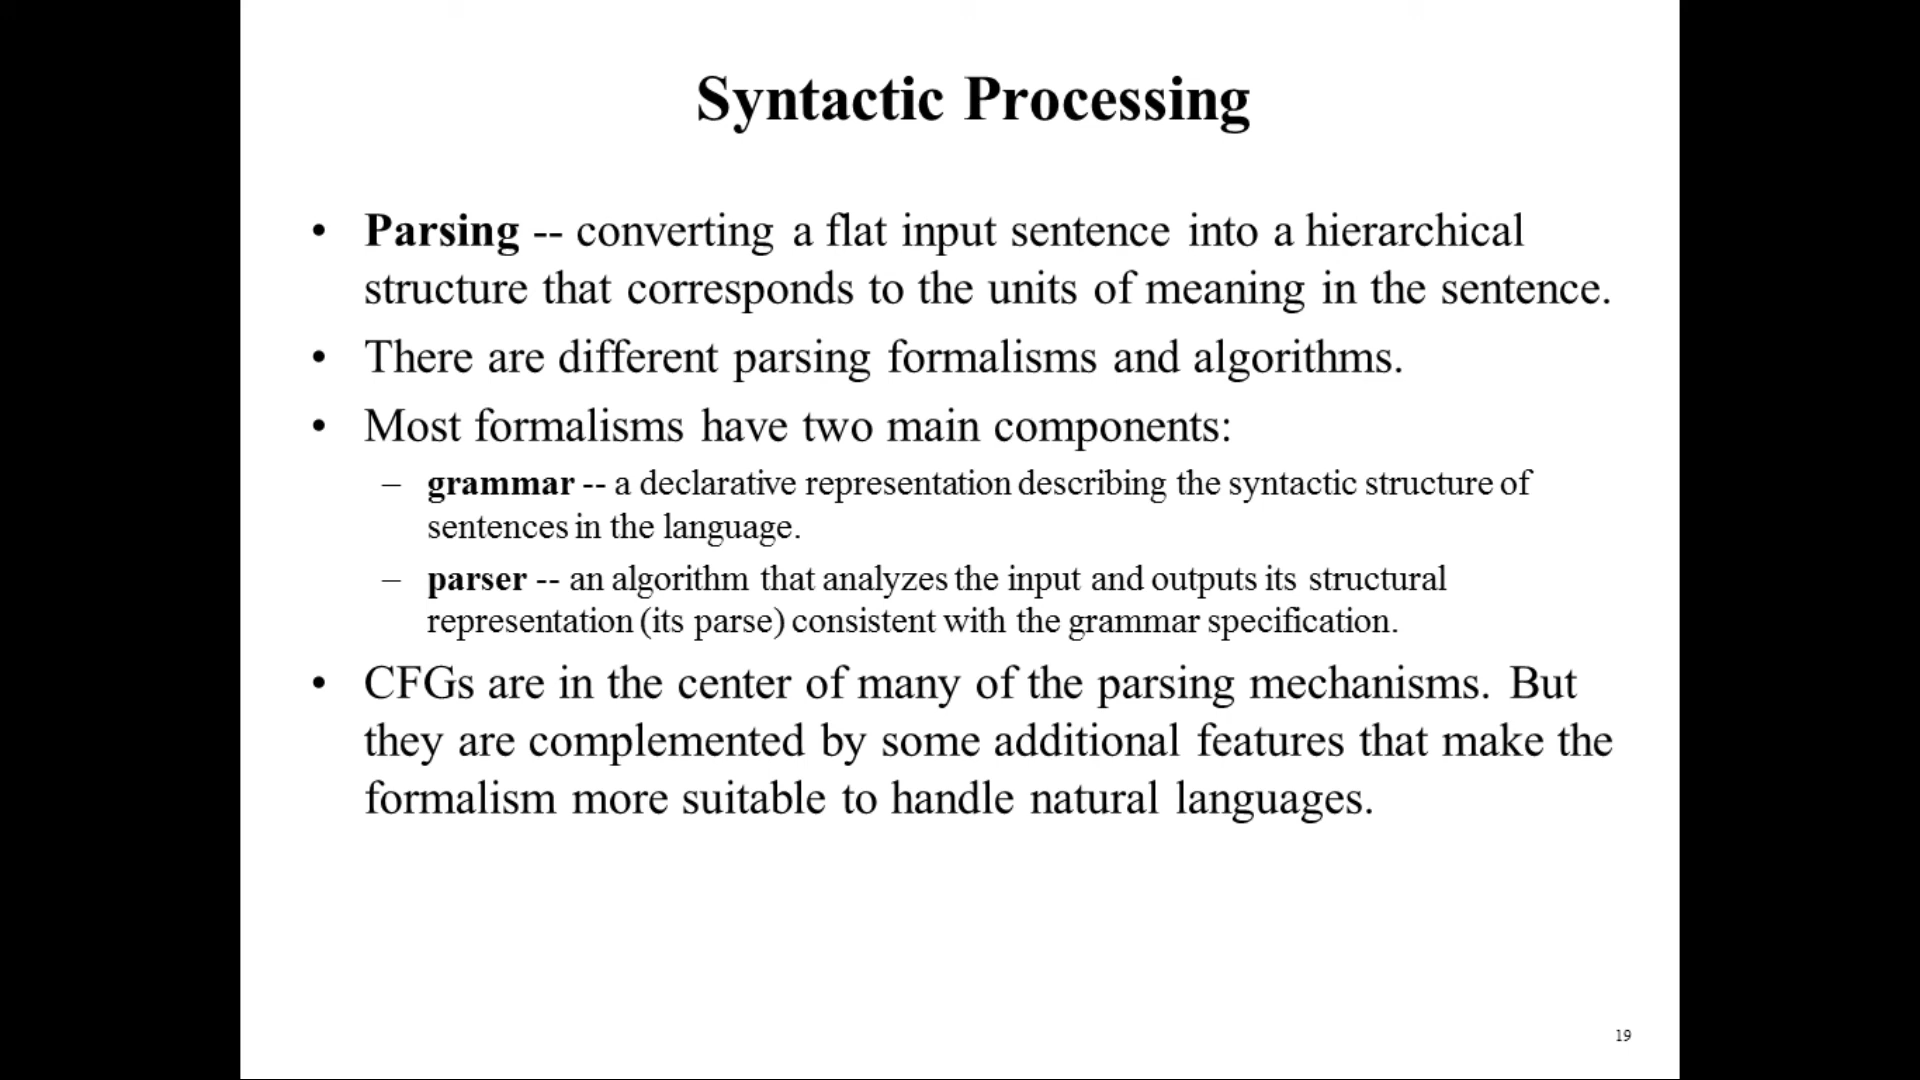 Syntactic Processing
• Parsing -- converting a flat input sentence into a hierarchical
structure that corresponds to the units of meaning in the sentence.
• There are different parsing formalisms and algorithms.
• Most formalisms have two main components:
– grammar -- a declarative representation describing the syntactic structure of
sentences in the language.
– parser -- an algorithm that analyzes the input and outputs its structural
representation (its parse) consistent with the grammar specification.
• CFGs are in the center of many of the parsing mechanisms. But
they are complemented by some additional features that make the
formalism more suitable to handle natural languages.
19